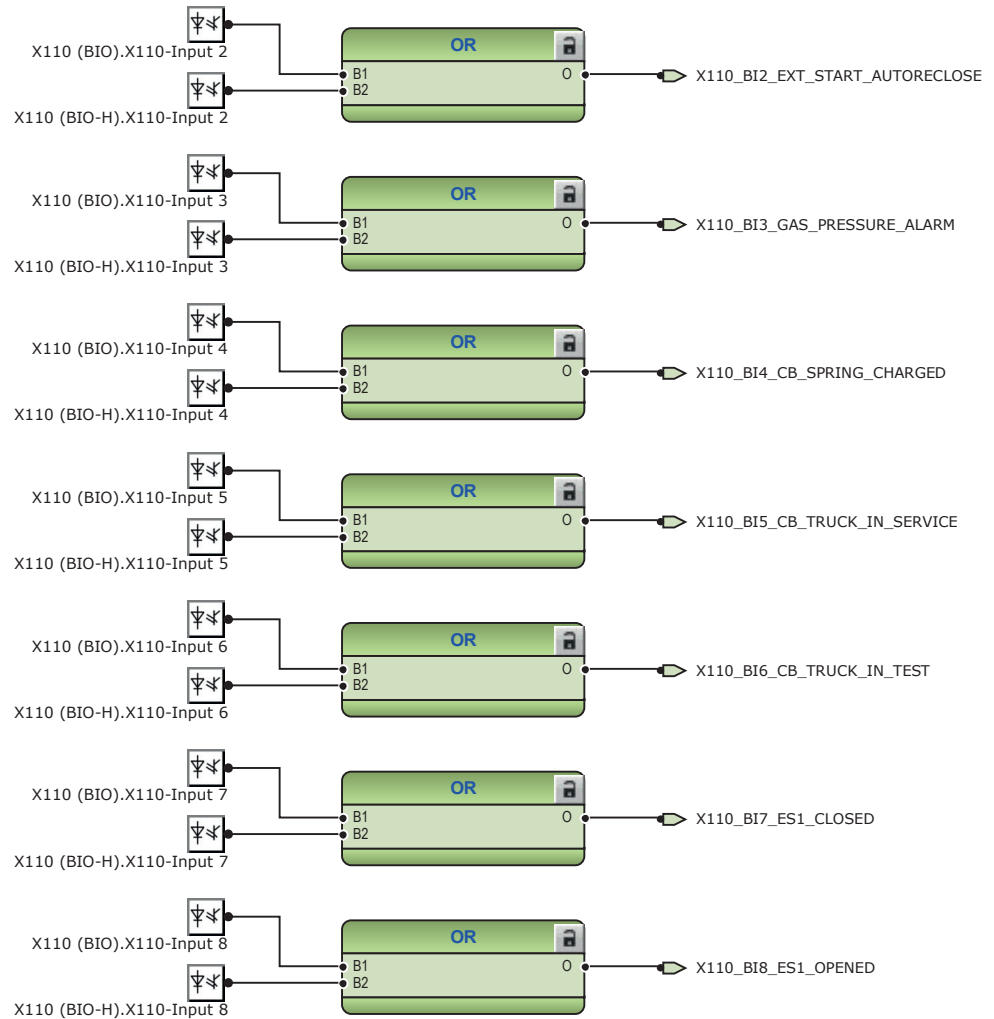 X110 (BIO).X110-Input 2
OR
B1
O
X110_BI2_EXT_START_AUTORECLOSE
B2
X110 (BIO-H).X110-Input 2
X110 (BIO).X110-Input 3
OR
B1
O
X110_BI3_GAS_PRESSURE_ALARM
B2
X110 (BIO-H).X110-Input 3
X110 (BIO).X110-Input 4
OR
B1
O
X110_BI4_CB_SPRING_CHARGED
B2
X110 (BIO-H).X110-Input 4
X110 (BIO).X110-Input 5
OR
B1
O
X110_BI5_CB_TRUCK_IN_SERVICE
B2
X110 (BIO-H).X110-Input 5
X110 (BIO).X110-Input 6
OR
B1
O
X110_BI6_CB_TRUCK_IN_TEST
B2
X110 (BIO-H).X110-Input 6
X110 (BIO).X110-Input 7
OR
B1
O
X110_BI7_ES1_CLOSED
B2
X110 (BIO-H).X110-Input 7
X110 (BIO).X110-Input 8
OR
B1
O
X110_BI8_ES1_OPENED
B2
X110 (BIO-H).X110-Input 8